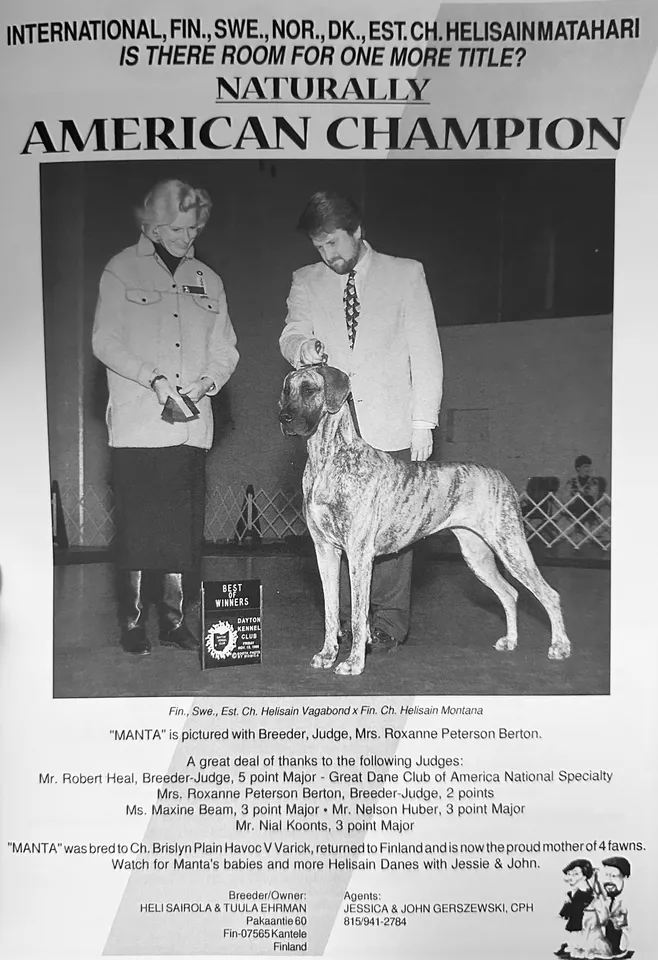 INTERNATIONAL, FIN., SWE., NOR., DK., EST. CH. HELISAIN MATAHARI
IS THERE ROOM FOR ONE MORE TITLE?
NATURALLY
AMERICAN CHAMPION
BEST
OF
WINNERS
DAYTON
KENNEL
CLUB
FRIDAY
Fin., Swe., Est. Ch. Helisain Vagabond x Fin. Ch. Helisain Montana
"MANTA" is pictured with Breeder, Judge, Mrs. Roxanne Peterson Berton.
A great deal of thanks to the following Judges:
Mr. Robert Heal, Breeder-Judge, 5 point Major - Great Dane Club of America National Specialty
Mrs. Roxanne Peterson Berton, Breeder-Judge, 2 points
Ms. Maxine Beam, 3 point Major • Mr. Nelson Huber, 3 point Major
Mr. Nial Koonts, 3 point Major
"MANTA" was bred to Ch. Brislyn Plain Havoc V Varick, returned to Finland and is now the proud mother of 4 fawns.
Watch for Manta's babies and more Helisain Danes with Jessie & John.
Breeder/Owner:
HELI SAIROLA & TUULA EHRMAN
Pakaantie 60
Fin-07565 Kantele
Finland
Agents:
JESSICA & JOHN GERSZEWSKI, CPH
815/941-2784